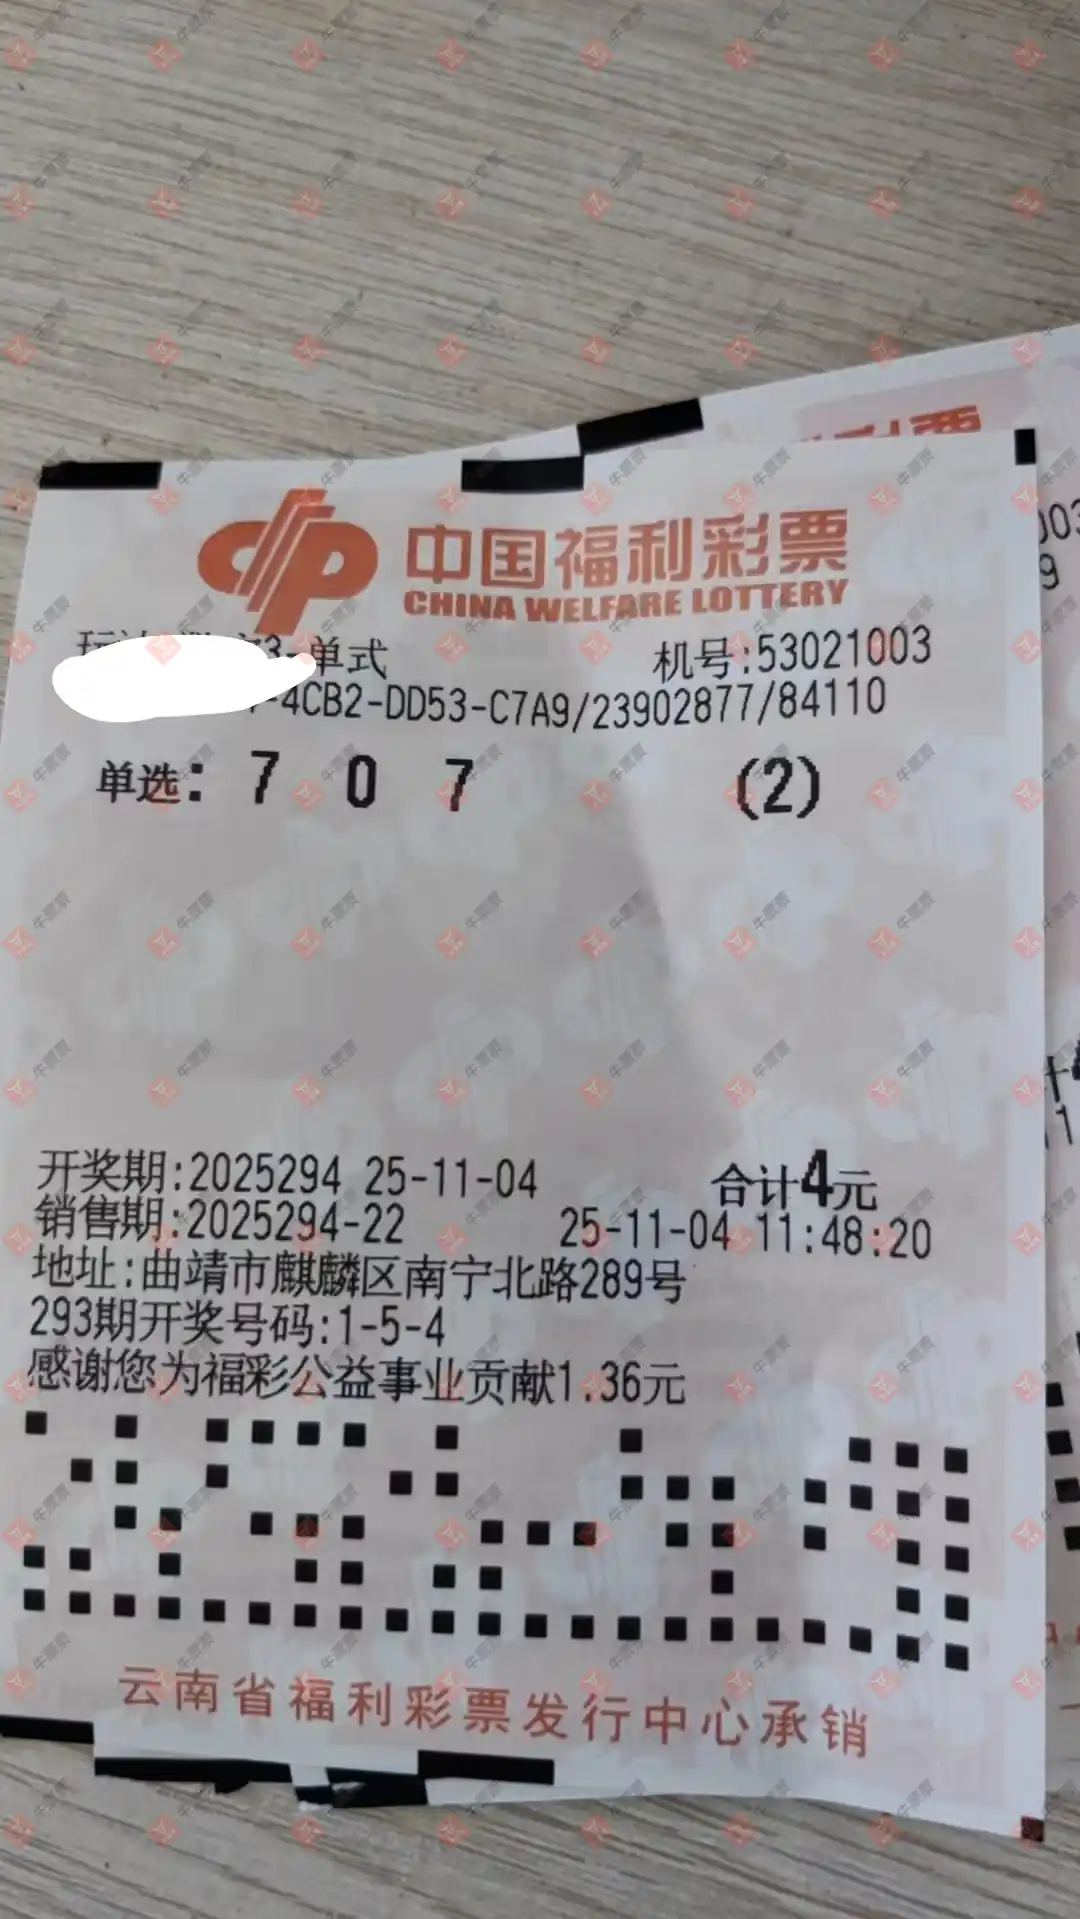 中国福利彩票
CHINA WELFARE LOTTERY
3-单式 机号:53021003
-4CB2-DD53-C7A9/23902877/84110
单选: 7 0 7 (2)
开奖期:2025294 25-11-04 合计4元
销售期:2025294-22 25-11-04 11:48:20
地址:曲靖市麒麟区南宁北路289号
293期开奖号码:1-5-4
感谢您为福彩公益事业贡献1.36元
云南省福利彩票发行中心承销
牛票票